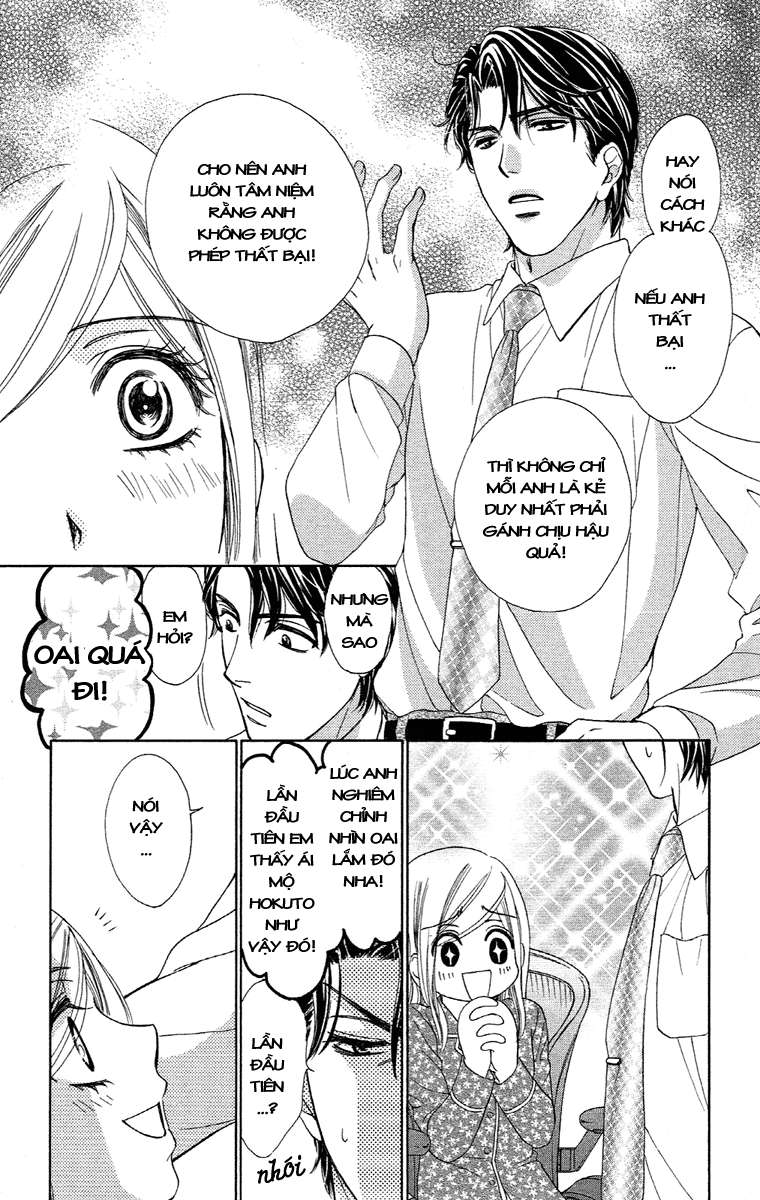 HAY
NÓI
CÁCH
KHÁC
NẾU ANH
THẤT
BẠI
...
THÌ KHÔNG CHỈ
MỖI ANH LÀ KẺ
DUY NHẤT PHẢI
GÁNH CHỊU HẬU
QUẢ!
CHO NÊN ANH
LUÔN TÂM NIỆM
RẰNG ANH
KHÔNG ĐƯỢC
PHÉP THẤT BẠI!
NHƯNG
MÀ
SAO
EM
HỎI?
OAI QUÁ
ĐI!
LÚC ANH
NGHIÊM
CHỈNH
NHÌN OAI
LẮM ĐÓ
NHA!
LẦN
ĐẦU
TIÊN EM
THẤY ÁI
MỘ
HOKUTO
NHƯ
VẬY ĐÓ!
LẦN
ĐẦU
TIÊN
...?
nhói
NÓI
VẬY
...